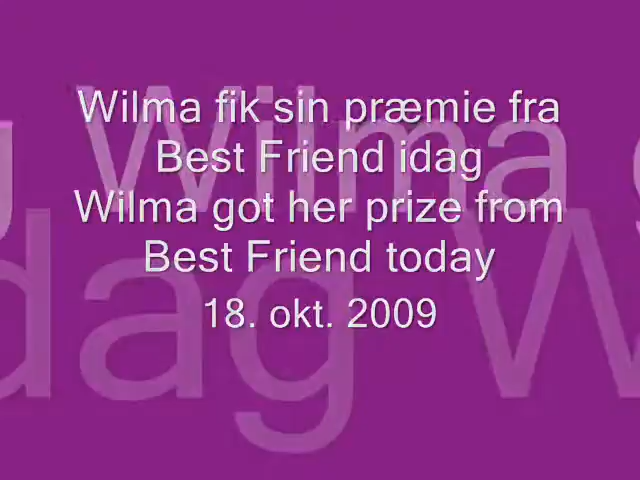 Wilma fik sin præmie fra
Best Friend idag
Wilma got her prize from
Best Friend today
18. okt. 2009